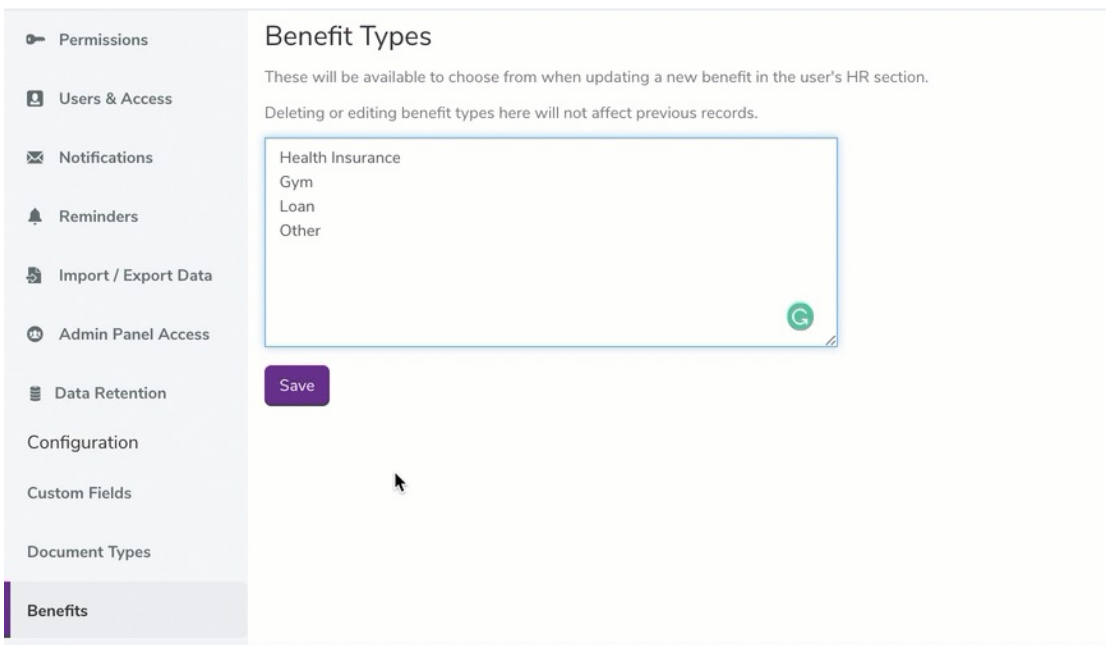 Permissions
Users & Access
Notifications
Reminders
Import / Export Data
Admin Panel Access
Data Retention
Configuration
Custom Fields
Document Types
Benefits
Benefit Types
These will be available to choose from when updating a new benefit in the user's HR section.
Deleting or editing benefit types here will not affect previous records.
Health Insurance
Gym
Loan
Other
Save